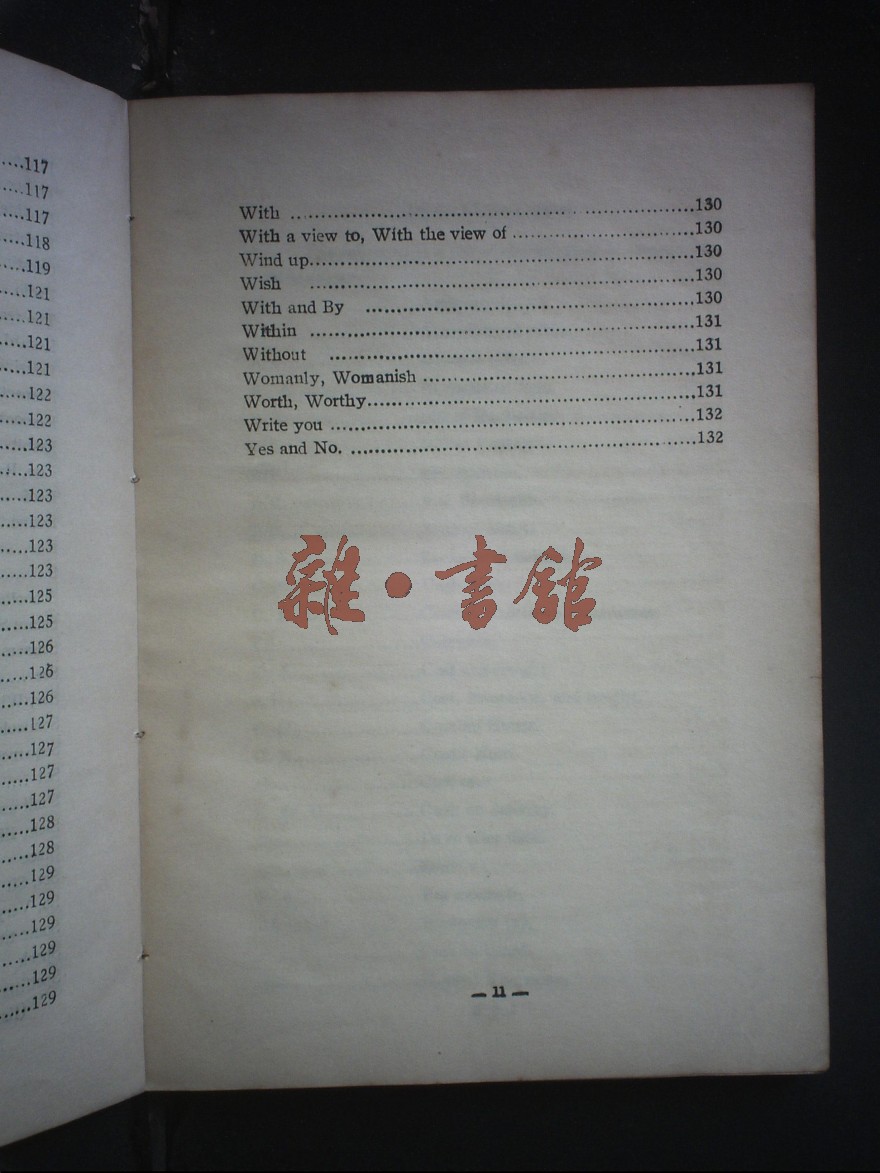 ....117
....117
....117
....118
....119
....121
....121
....121
....121
....122
....122
....123
....123
....123
....123
....123
....123
....125
....125
....126
....126
....126
....127
....127
....127
....127
....128
....128
....129
....129
....129
....129
....129
....129
With ........................................130
With a view to, With the view of ........................................130
Wind up........................................130
Wish ........................................130
With and By ........................................130
Within ........................................131
Without ........................................131
Womanly, Womanish ........................................131
Worth, Worthy........................................131
Write you ........................................132
Yes and No. ........................................132
雜·書館
— 11 —